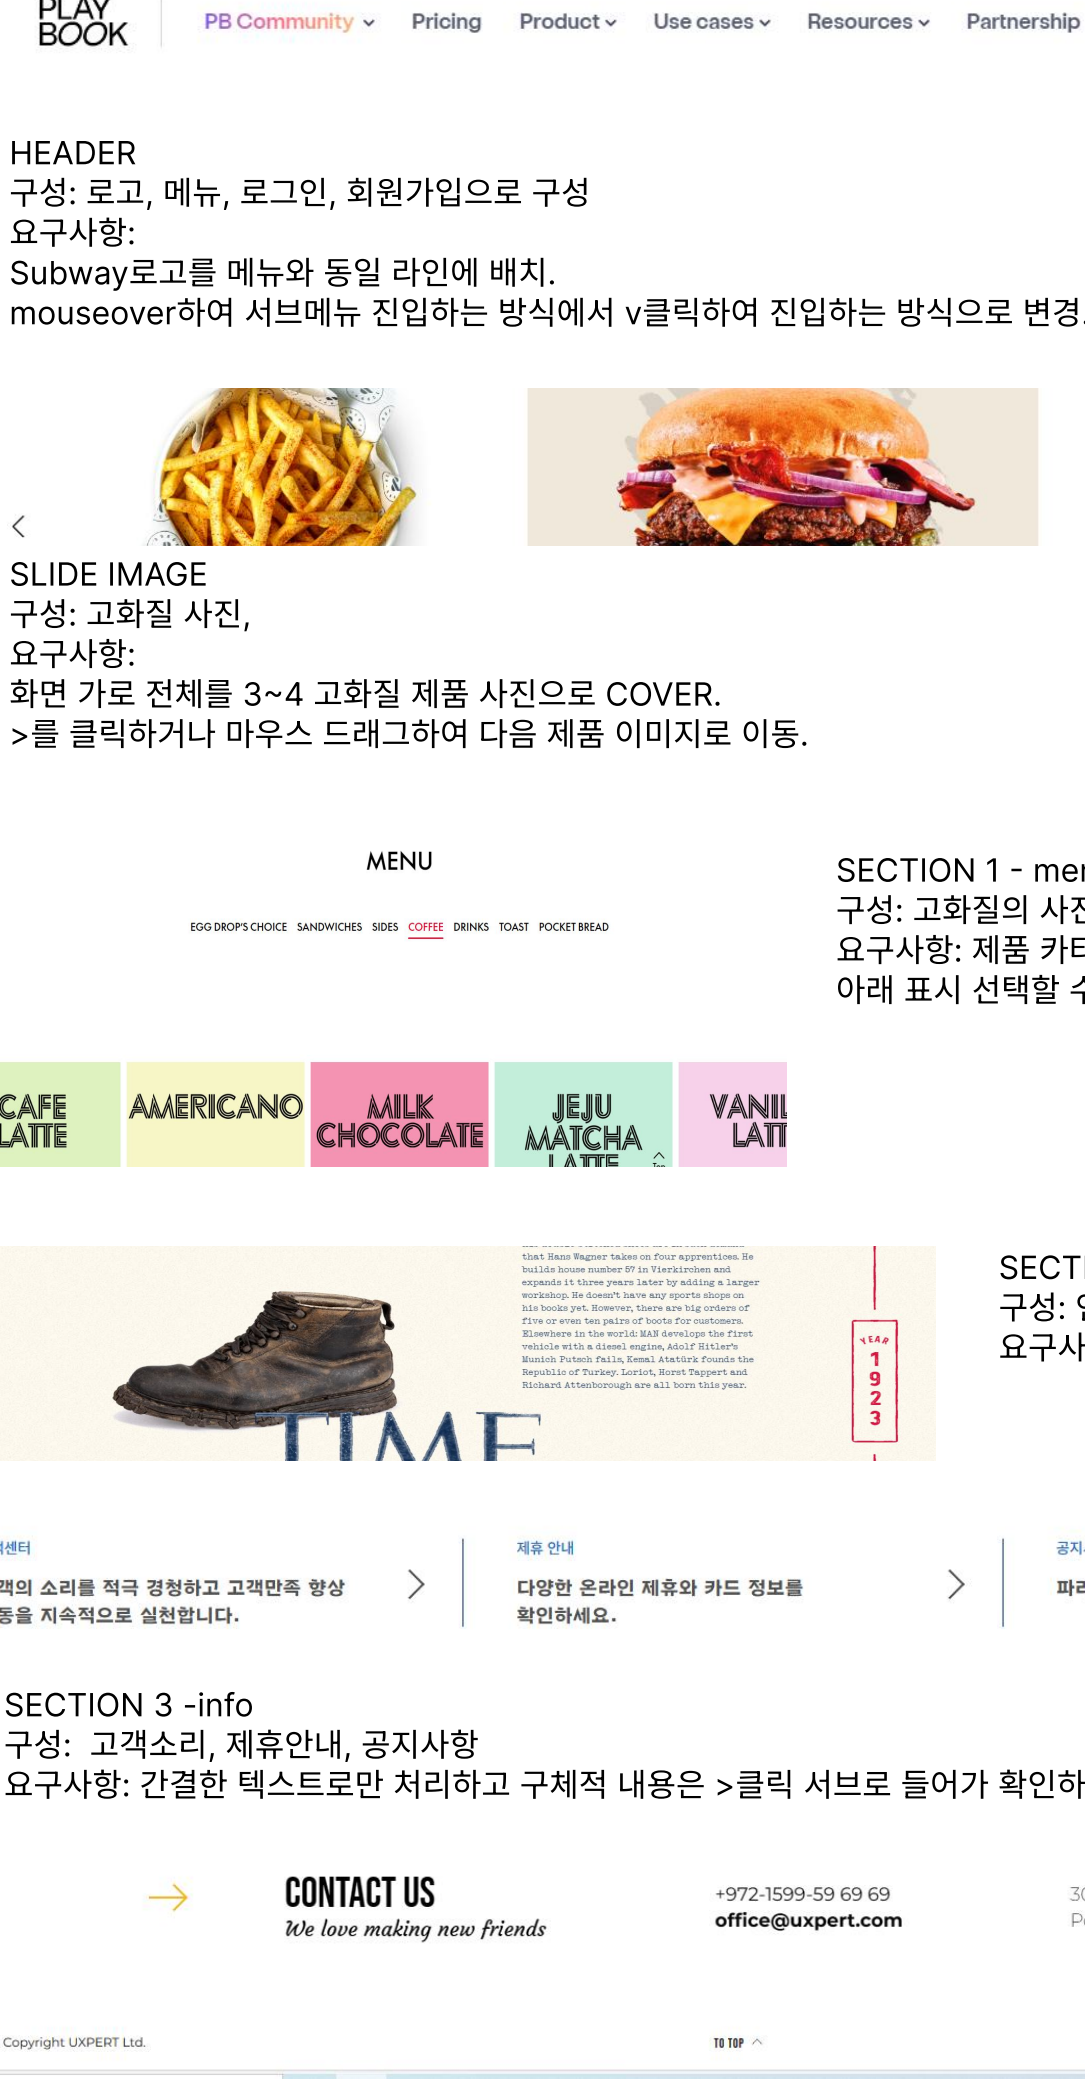 PLAY
BOOK
PB Community Pricing Product Use cases Resources Partnership
HEADER
구성: 로고, 메뉴, 로그인, 회원가입으로 구성
요구사항:
Subway로고를 메뉴와 동일 라인에 배치.
mouseover하여 서브메뉴 진입하는 방식에서 v클릭하여 진입하는 방식으로 변경.
SLIDE IMAGE
구성: 고화질 사진,
요구사항:
화면 가로 전체를 3~4 고화질 제품 사진으로 COVER.
>를 클릭하거나 마우스 드래그하여 다음 제품 이미지로 이동.
MENU
EGG DROP'S CHOICE SANDWICHES SIDES COFFEE DRINKS TOAST POCKET BREAD
SECTION 1 -
구성: 고화질의
요구사항: 제품
아래 표시 선택할
CAFE
LATTE
AMERICANO
MILK
CHOCOLATE
JEJU
MATCHA
LATTE
Top
that Hans Wagner takes on four apprentices. He
builds house number 57 in Vierkirchen and
expands it three years later by adding a larger
workshop. He doesn't have any sports shops on
his books yet. However, there are big orders of
five or even ten pairs of boots for customers.
Elsewhere in the world: MAN develops the first
vehicle with a diesel engine, Adolf Hitler's
Munich Putsch fails, Kemal Atatürk founds the
Republic of Turkey. Loriot, Horst Tappert and
Richard Attenborough are all born this year.
TIME
YEAR
1
9
2
3
구성:
소리를 적극 경청하고 고객만족 향상
지속적으로 실천합니다.
제휴 안내
다양한 온라인 제휴와 카드 정보를
확인하세요.
SECTION 3 -info
구성: 고객소리, 제휴안내, 공지사항
요구사항: 간결한 텍스트로만 처리하고 구체적 내용은 >클릭 서브로 들어가 확인하
CONTACT US
We love making new friends
+972-1599-59 69 69
office@uxpert.com
Copyright UXPERT Ltd.
TO TOP